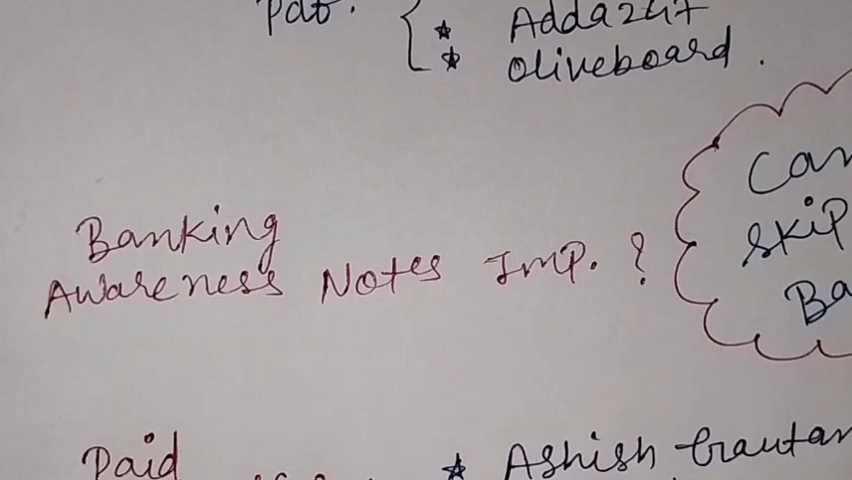 Pdf.
* Adda247
* Oliveboard.
Can
skip
Ba
Banking
Awareness Notes Imp. ?
Paid
* Ashish Gautam